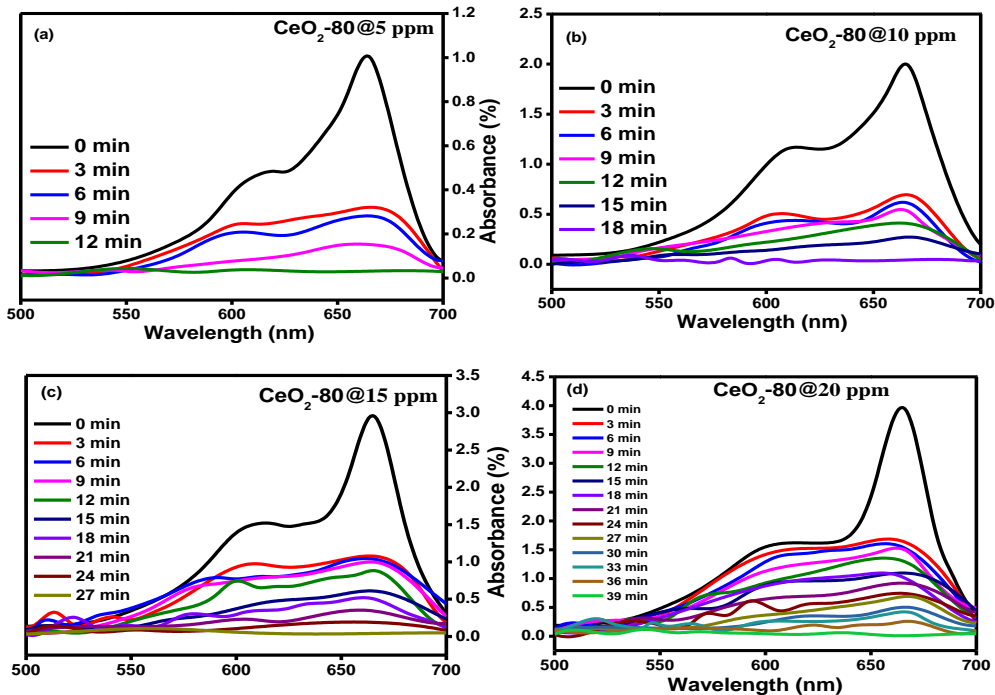 (a)
CeO2-80@5 ppm
0 min
3 min
6 min
9 min
12 min
0.0
0.2
0.4
0.6
0.8
1.0
1.2
Absorbance (%)
500
550
600
650
700
Wavelength (nm)
(b)
CeO2-80@10 ppm
0 min
3 min
6 min
9 min
12 min
15 min
18 min
2.5
2.0
1.5
1.0
0.5
0.0
500
550
600
650
700
Wavelength (nm)
(c)
CeO2-80@15 ppm
0 min
3 min
6 min
9 min
12 min
15 min
18 min
21 min
24 min
27 min
3.5
3.0
2.5
2.0
1.5
1.0
0.5
0.0
Absorbance (%)
500
550
600
650
700
Wavelength (nm)
(d)
CeO2-80@20 ppm
0 min
3 min
6 min
9 min
12 min
15 min
18 min
21 min
24 min
27 min
30 min
33 min
36 min
39 min
4.5
4.0
3.5
3.0
2.5
2.0
1.5
1.0
0.5
0.0
500
550
600
650
700
Wavelength (nm)